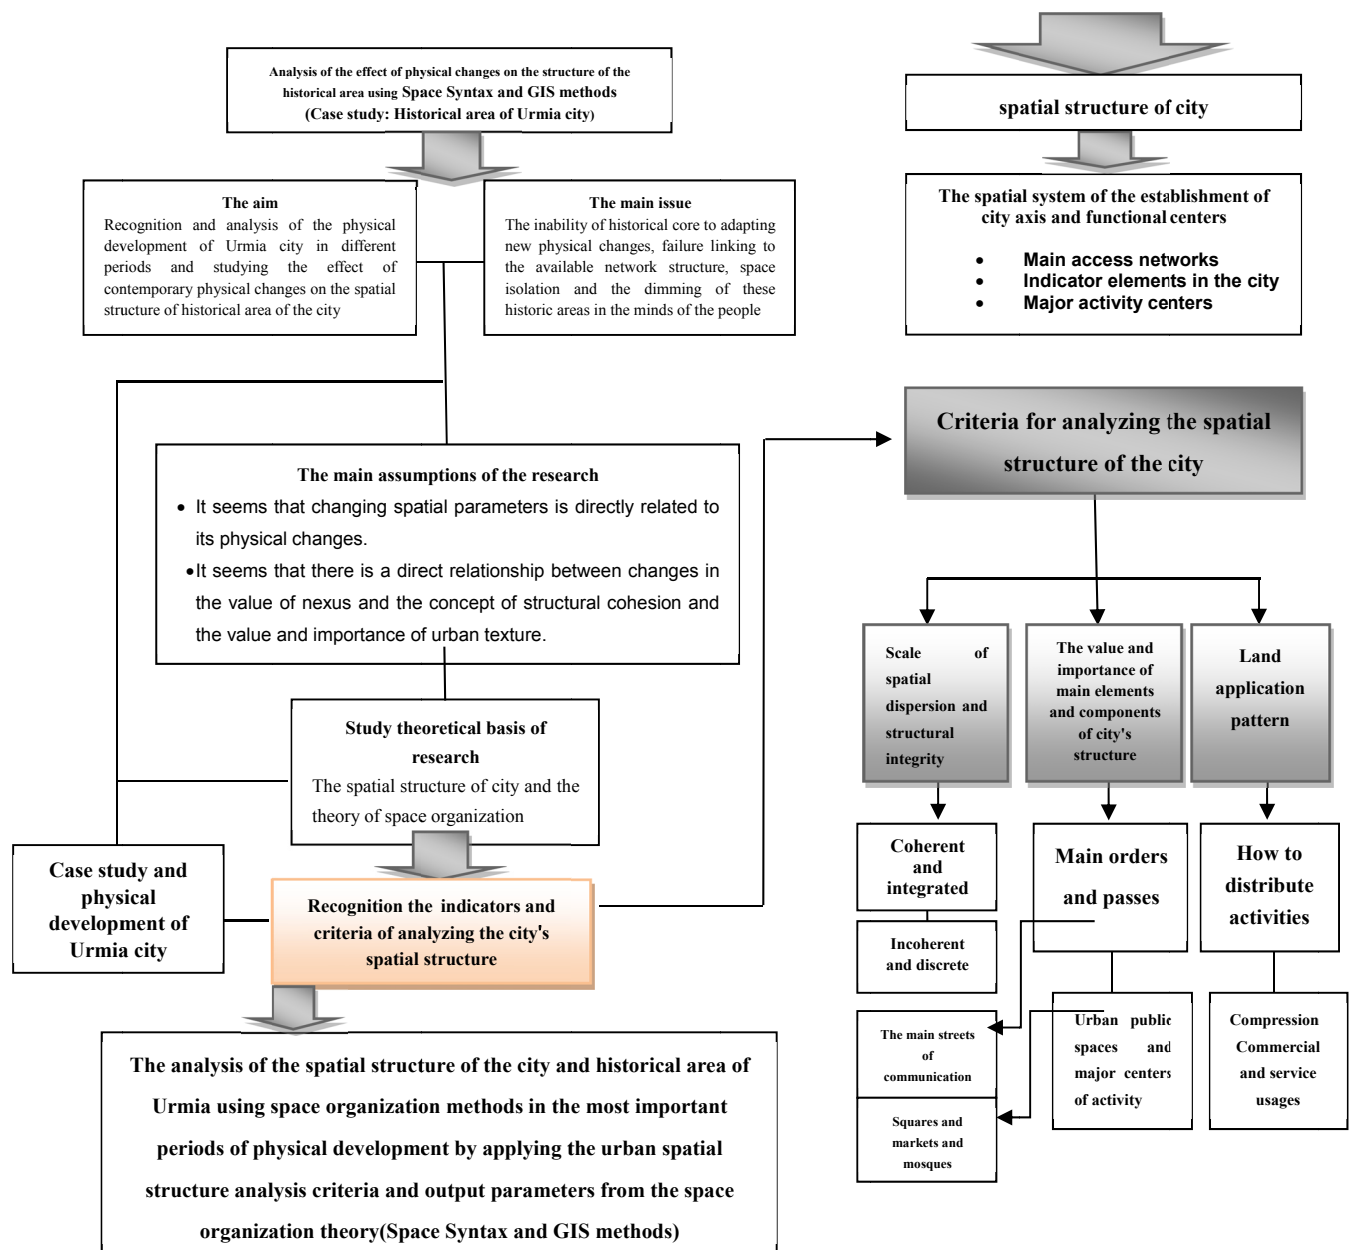 Analysis of the effect of physical changes on the structure of the
historical area using Space Syntax and GIS methods
(Case study: Historical area of Urmia city)
The aim
Recognition and analysis of the physical
development of Urmia city in different
periods and studying the effect of
contemporary physical changes on the spatial
structure of historical area of the city
The main issue
The inability of historical core to adapting
new physical changes, failure linking to
the available network structure, space
isolation and the dimming of these
historic areas in the minds of the people
The main assumptions of the research
• It seems that changing spatial parameters is directly related to
its physical changes.
• It seems that there is a direct relationship between changes in
the value of nexus and the concept of structural cohesion and
the value and importance of urban texture.
Study theoretical basis of
research
The spatial structure of city and the
theory of space organization
Case study and
physical
development of
Urmia city
Recognition the indicators and
criteria of analyzing the city's
spatial structure
The analysis of the spatial structure of the city and historical area of
Urmia using space organization methods in the most important
periods of physical development by applying the urban spatial
structure analysis criteria and output parameters from the space
organization theory(Space Syntax and GIS methods)
spatial structure of city
The spatial system of the establishment of
city axis and functional centers
• Main access networks
• Indicator elements in the city
• Major activity centers
Criteria for analyzing the spatial
structure of the city
Scale of
spatial
dispersion and
structural
integrity
The value and
importance of
main elements
and components
of city's
structure
Land
application
pattern
Coherent
and
integrated
Incoherent
and discrete
Main orders
and passes
How to
distribute
activities
The main streets
of
communication
Squares and
markets and
mosques
Urban public
spaces and
major centers
of activity
Compression
Commercial
and service
usages